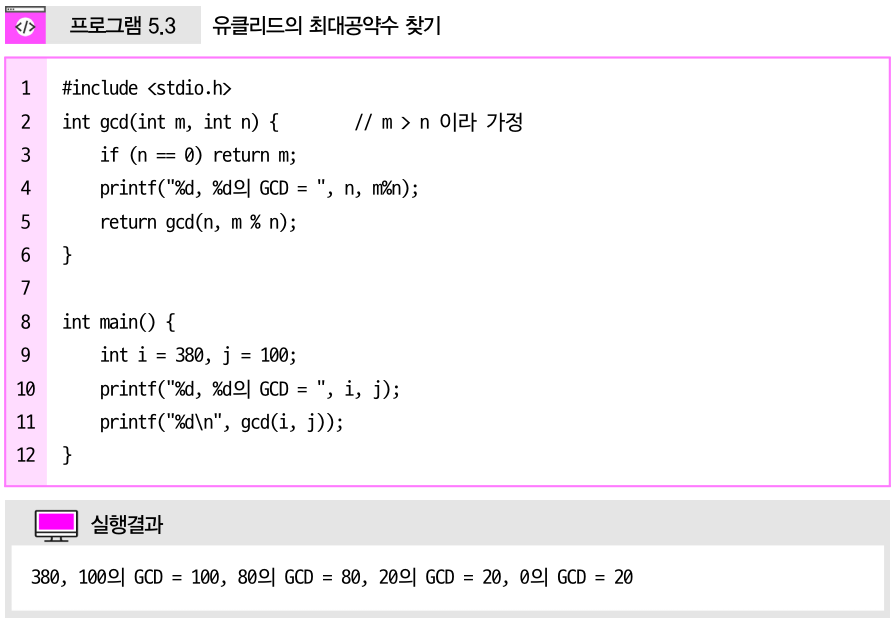 </> 프로그램 5.3 유클리드의 최대공약수 찾기
1 #include <stdio.h>
2 int gcd(int m, int n) { // m > n 이라 가정
3 if (n == 0) return m;
4 printf("%d, %d의 GCD = ", n, m%n);
5 return gcd(n, m % n);
6 }
7
8 int main() {
9 int i = 380, j = 100;
10 printf("%d, %d의 GCD = ", i, j);
11 printf("%d\n", gcd(i, j));
12 }
실행결과
380, 100의 GCD = 100, 80의 GCD = 80, 20의 GCD = 20, 0의 GCD = 20